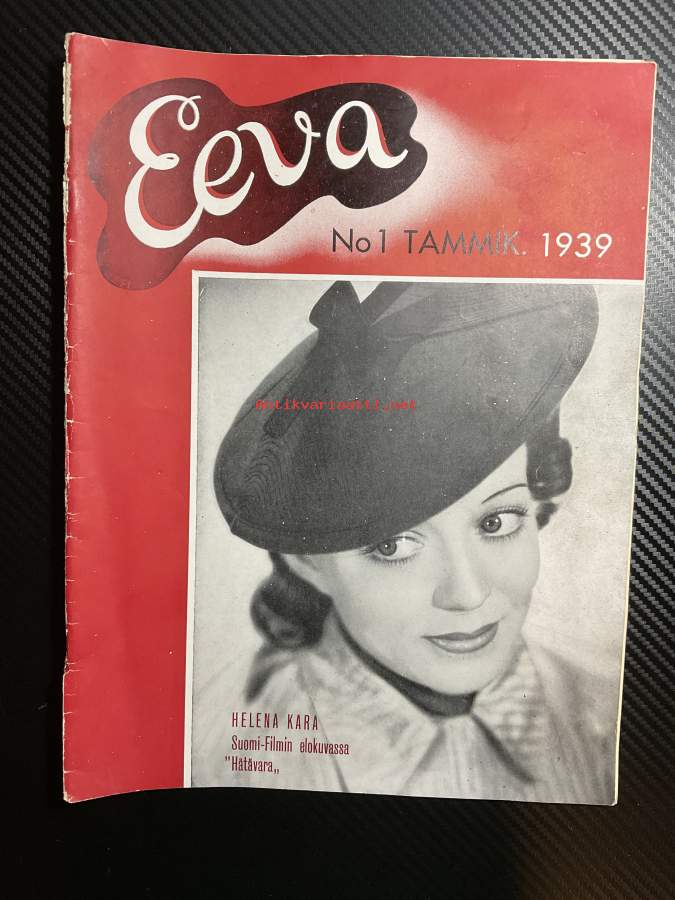 Eeva
No 1 TAMMIK. 1939
Antikvariaatti.net
HELENA KARA
Suomi-Filmin elokuvassa
"Hätävara„